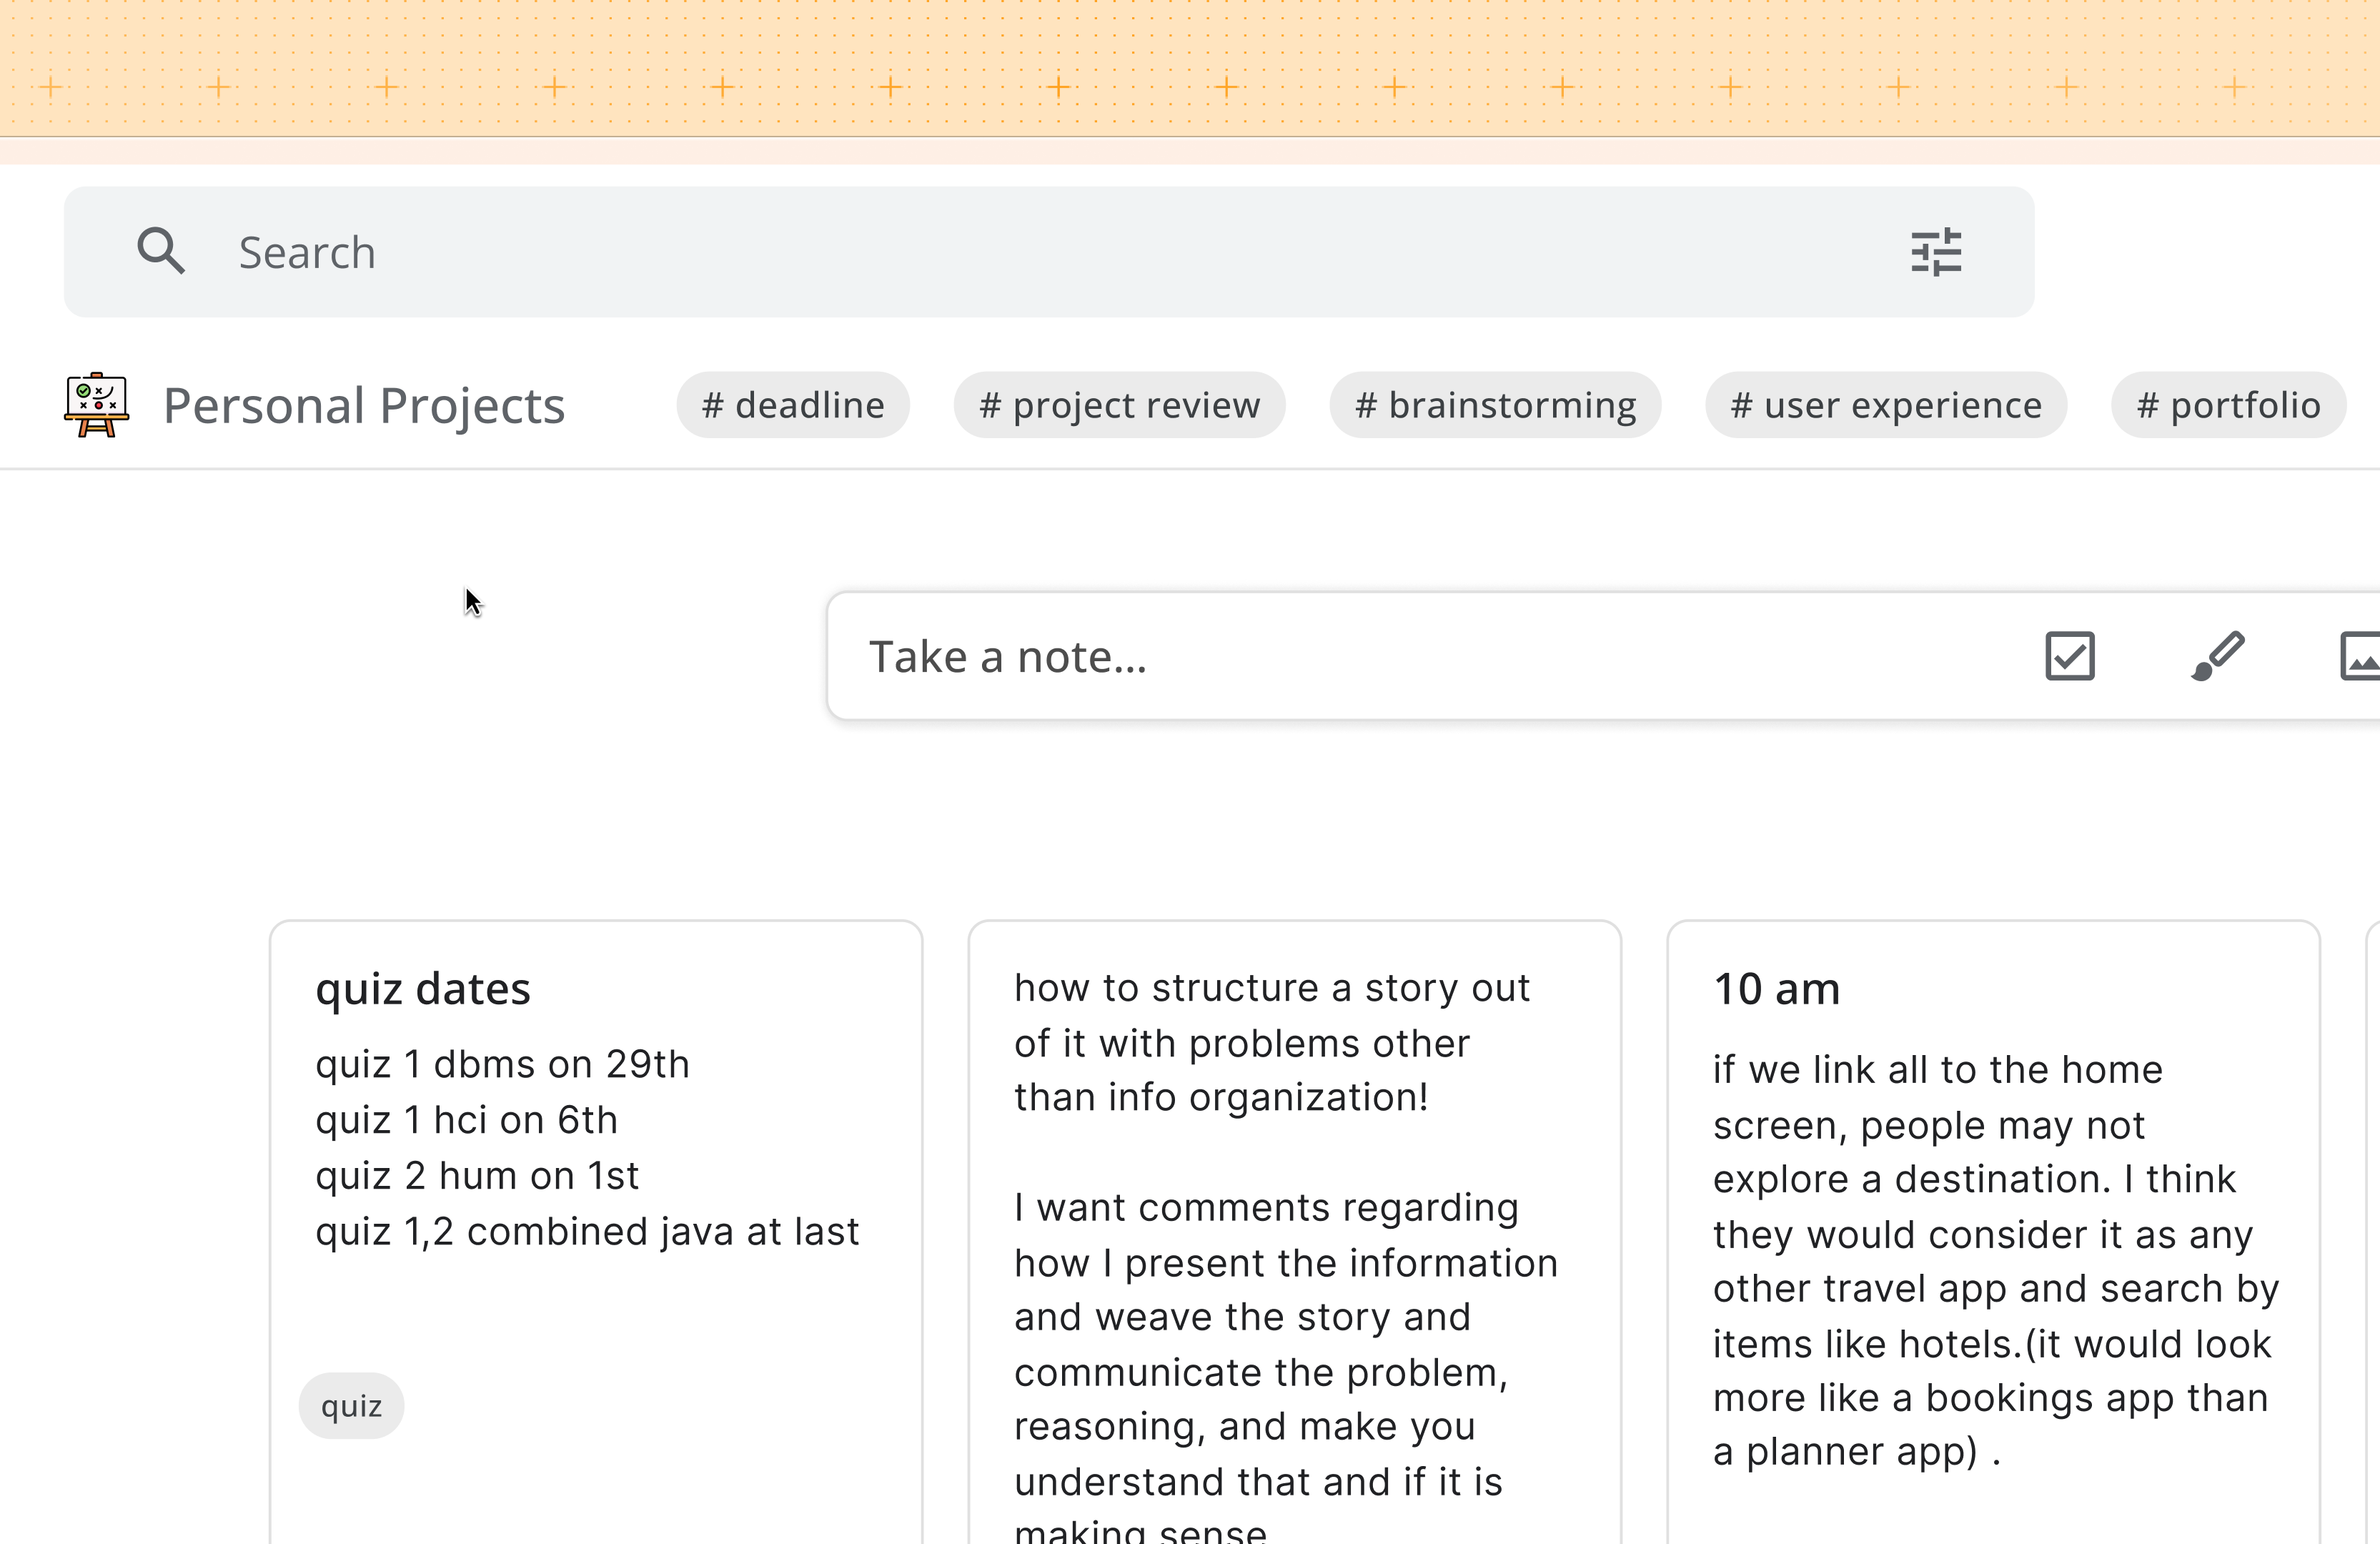 Search
Personal Projects
# deadline
# project review
# brainstorming
# user experience
# portfolio
Take a note...
quiz dates
quiz 1 dbms on 29th
quiz 1 hci on 6th
quiz 2 hum on 1st
quiz 1,2 combined java at last
quiz
how to structure a story out
of it with problems other
than info organization!
I want comments regarding
how I present the information
and weave the story and
communicate the problem,
reasoning, and make you
understand that and if it is
making sense
10 am
if we link all to the home
screen, people may not
explore a destination. I think
they would consider it as any
other travel app and search by
items like hotels.(it would look
more like a bookings app than
a planner app) .